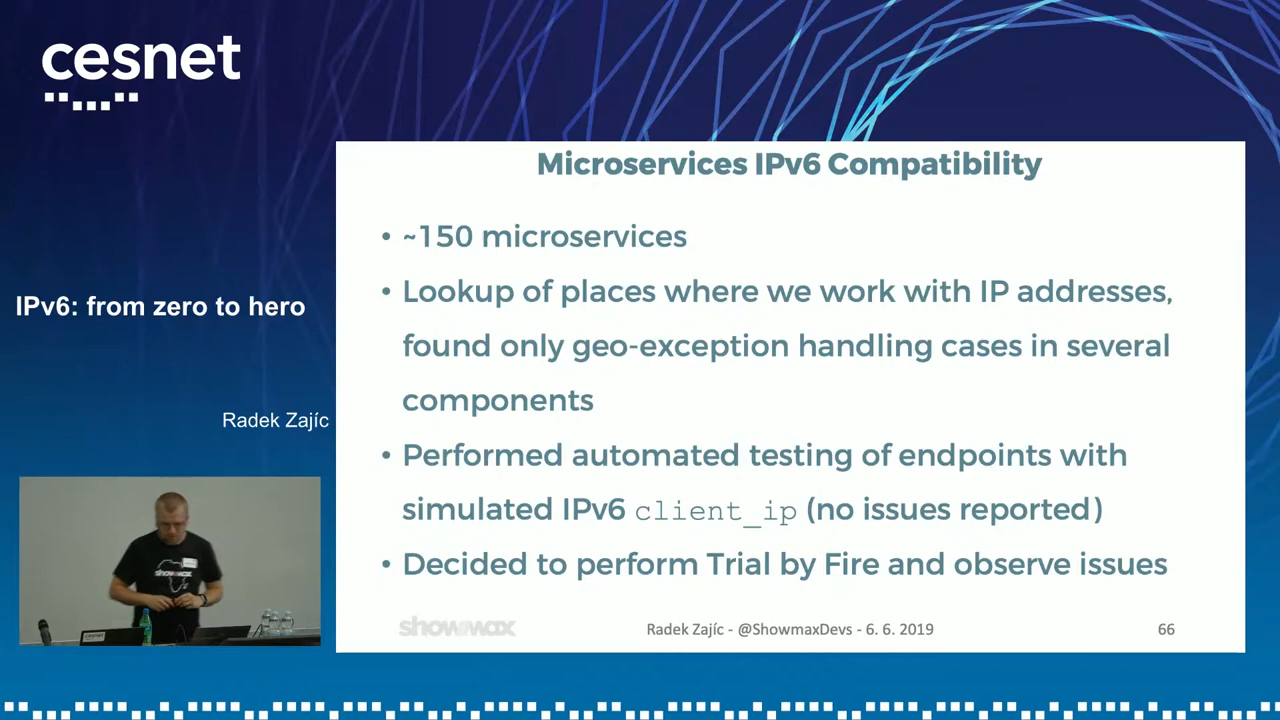 cesnet
IPv6: from zero to hero
Radek Zajíc
Microservices IPv6 Compatibility
• ~150 microservices
• Lookup of places where we work with IP addresses,
found only geo-exception handling cases in several
components
• Performed automated testing of endpoints with
simulated IPv6 client_ip (no issues reported)
• Decided to perform Trial by Fire and observe issues
showmax
Radek Zajíc - @ShowmaxDevs - 6. 6. 2019
66
showmax
cesnet